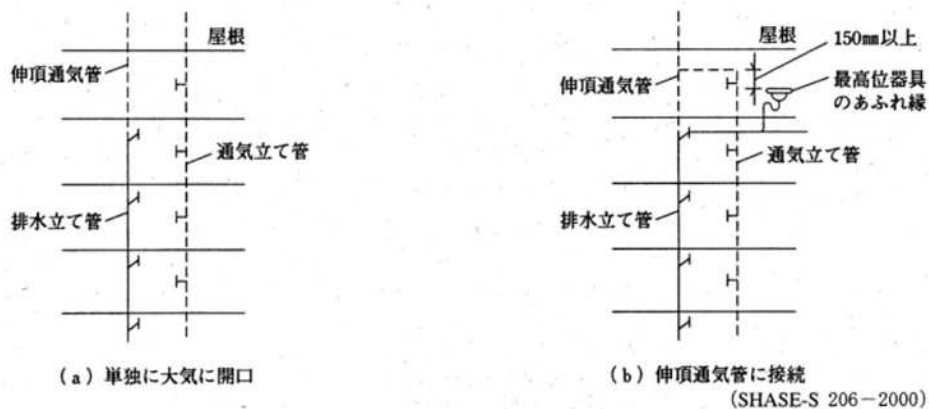 屋根
伸頂通気管
通気立て管
排水立て管
(a) 単独に大気に開口
屋根
150mm以上
伸頂通気管
最高位器具
のあふれ縁
通気立て管
排水立て管
(b) 伸頂通気管に接続
(SHASE-S 206-2000)